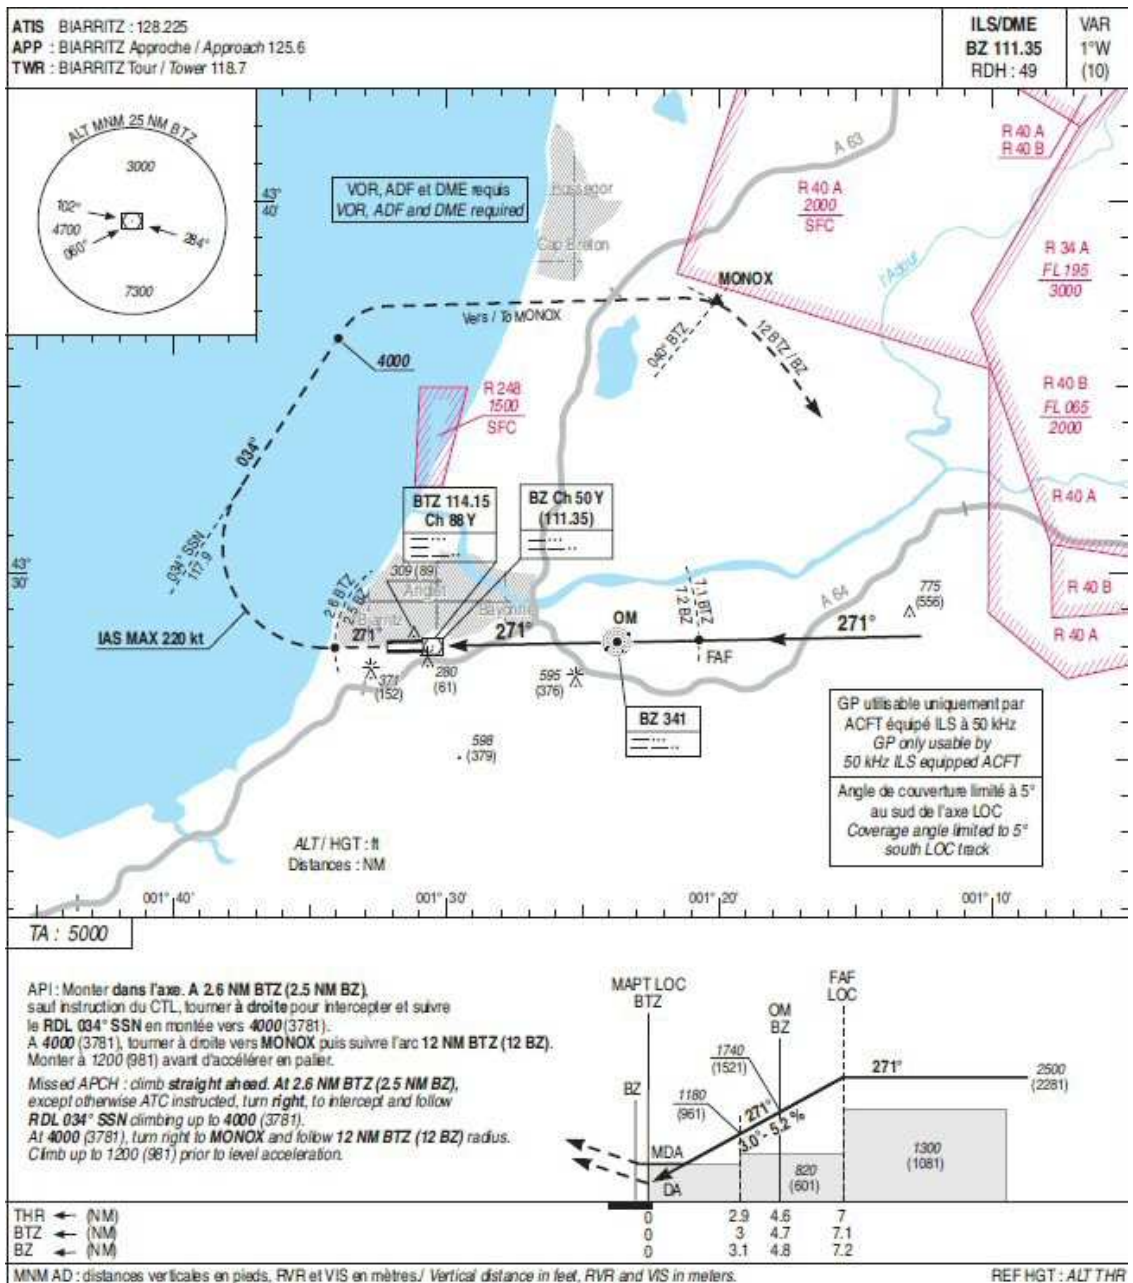 ATIS BIARRITZ : 128.225
APP : BIARRITZ Approche / Approach 125.6
TWR : BIARRITZ Tour / Tower 118.7
ILS/DME
BZ 111.35
RDH : 49
VAR
1°W
(10)
ALT MNM 25 NM BTZ
3000
102°
4700
060°
284°
7300
VOR, ADF et DME requis
VOR, ADF and DME required
43°
40'
Hossegor
Cap Breton
A 63
R 40 A
R 40 B
R 40 A
2000
SFC
l'Adour
R 34 A
FL 195
3000
MONOX
Vers / To MONOX
040° BTZ
12 BTZ / BZ
4000
R 248
1500
SFC
R 40 B
FL 065
2000
034°
BTZ 114.15
Ch 88 Y
BZ Ch 50 Y
(111.35)
R 40 A
034° SSN
117.9
43°
30'
309 (89)
Anglet
Biarritz
Bayonne
2.6 BTZ
2.5 BZ
7.1 BTZ
7.2 BZ
A 64
775
(556)
R 40 B
R 40 A
IAS MAX 220 kt
271°
271°
OM
FAF
271°
371
(152)
280
(61)
595
(376)
BZ 341
598
(379)
GP utilisable uniquement par
ACFT équipé ILS à 50 kHz
GP only usable by
50 kHz ILS equipped ACFT
Angle de couverture limité à 5°
au sud de l'axe LOC
Coverage angle limited to 5°
south LOC track
ALT / HGT : ft
Distances : NM
001° 40'
001° 30'
001° 20'
001° 10'
TA : 5000
API : Monter dans l'axe. A 2.6 NM BTZ (2.5 NM BZ),
sauf instruction du CTL, tourner à droite pour intercepter et suivre
le RDL 034° SSN en montée vers 4000 (3781).
A 4000 (3781), tourner à droite vers MONOX puis suivre l'arc 12 NM BTZ (12 BZ).
Monter à 1200 (981) avant d'accélérer en palier.
Missed APCH : climb straight ahead. At 2.6 NM BTZ (2.5 NM BZ),
except otherwise ATC instructed, turn right, to intercept and follow
RDL 034° SSN climbing up to 4000 (3781).
At 4000 (3781), turn right to MONOX and follow 12 NM BTZ (12 BZ) radius.
Climb up to 1200 (981) prior to level acceleration.
MAPT LOC
BTZ
FAF
LOC
OM
BZ
BZ
1740
(1521)
1180
(961)
271°
271°
3.0° - 5.2 %
2500
(2281)
MDA
DA
820
(601)
1300
(1081)
THR ← (NM) 0 2.9 4.6 7
BTZ ← (NM) 0 3 4.7 7.1
BZ ← (NM) 0 3.1 4.8 7.2
MNM AD : distances verticales en pieds, RVR et VIS en mètres./ Vertical distance in feet, RVR and VIS in meters.
REF HGT : ALT THR